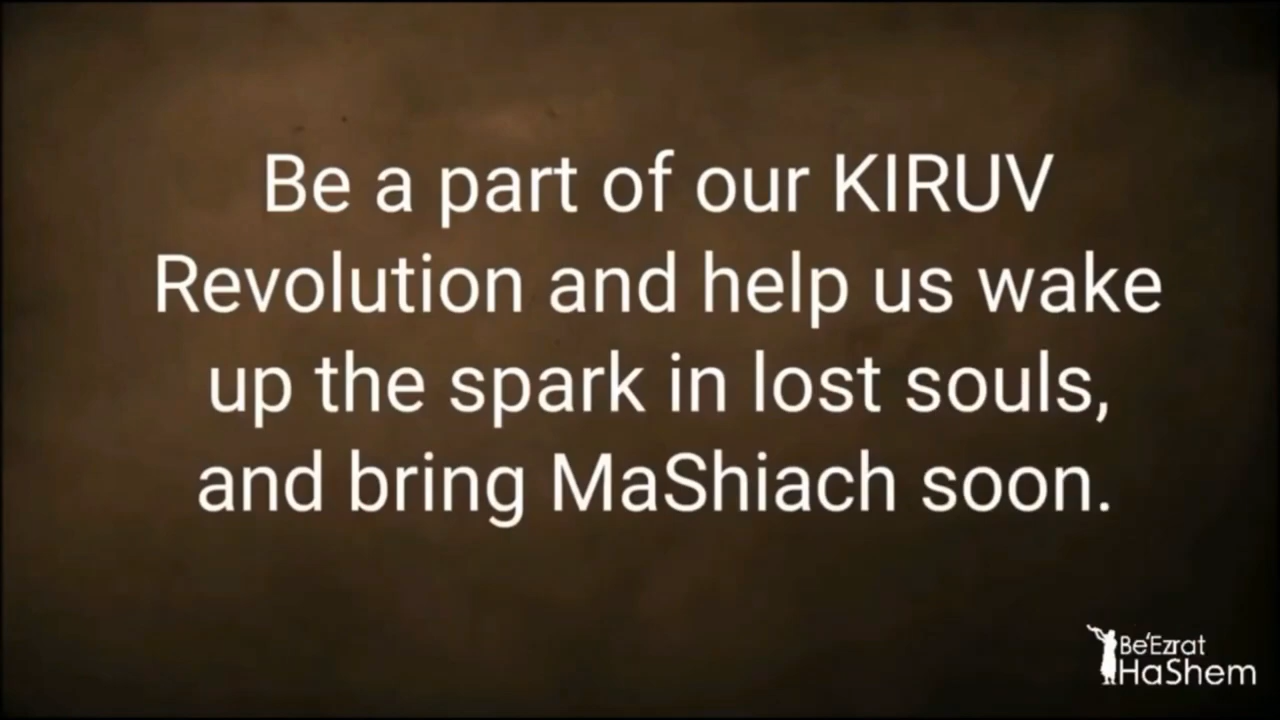 Be a part of our KIRUV
Revolution and help us wake
up the spark in lost souls,
and bring MaShiach soon.
Be'Ezrat
HaShem